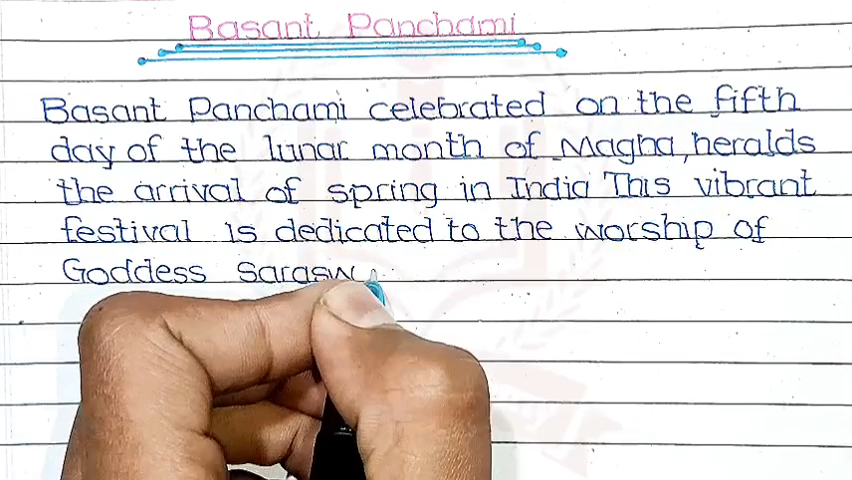 Basant Panchami
Basant Panchami celebrated on the fifth
day of the lunar month of Magha, heralds
the arrival of spring in India This vibrant
festival is dedicated to the worship of
Goddess Sarasw